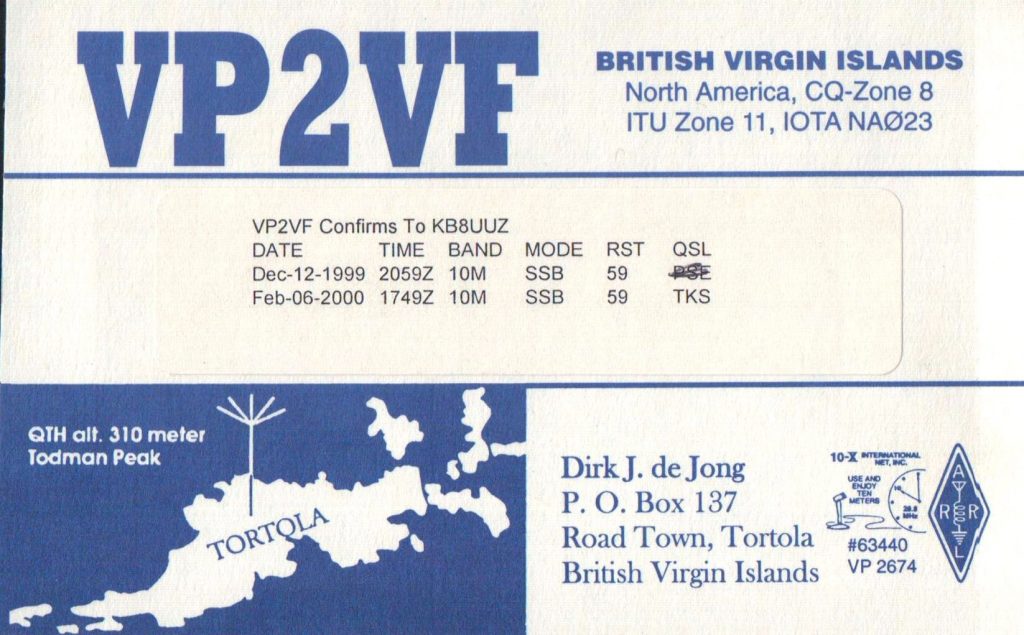 VP2VF
BRITISH VIRGIN ISLANDS
North America, CQ-Zone 8
ITU Zone 11, IOTA NAØ23
VP2VF Confirms To KB8UUZ
DATE TIME BAND MODE RST QSL
Dec-12-1999 2059Z 10M SSB 59 PSE
Feb-06-2000 1749Z 10M SSB 59 TKS
QTH alt. 310 meter
Todman Peak
TORTOLA
Dirk J. de Jong
P. O. Box 137
Road Town, Tortola
British Virgin Islands
10-X INTERNATIONAL
NET, INC.
USE AND
ENJOY
TEN
METERS
28.8
MHz
#63440
VP 2674
A
R R
L